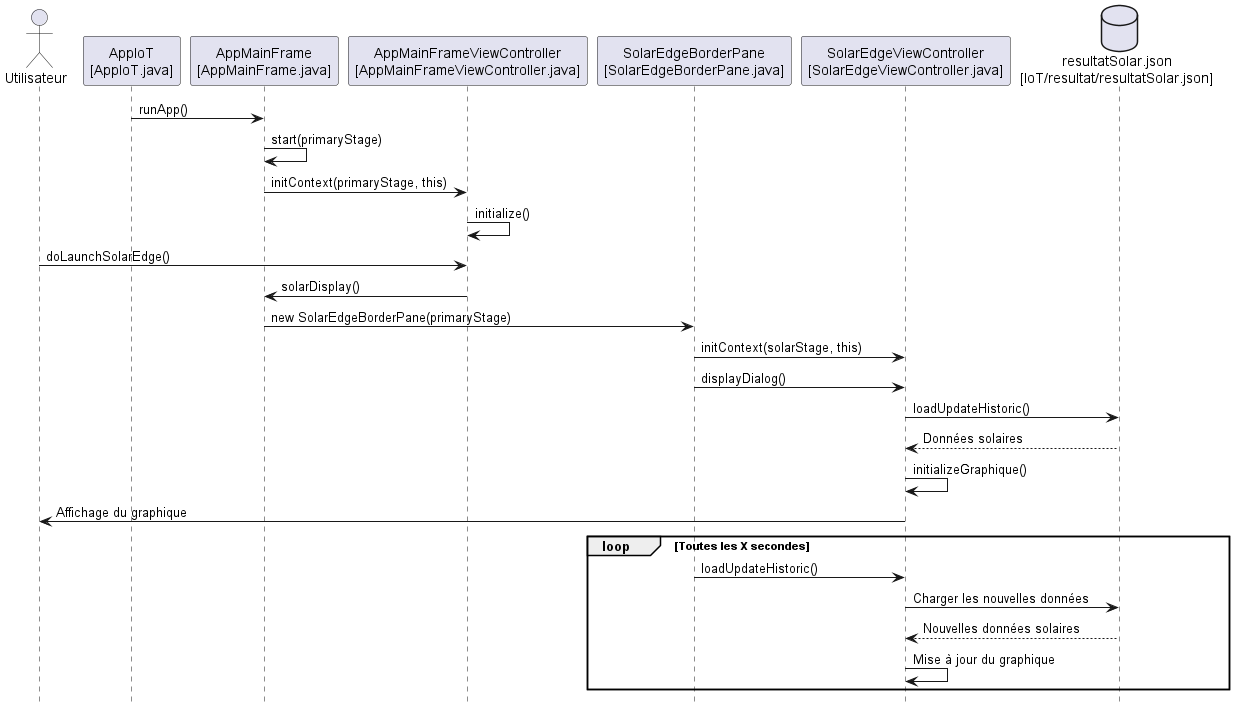 Utilisateur
AppIoT
[AppIoT.java]
AppMainFrame
[AppMainFrame.java]
AppMainFrameViewController
[AppMainFrameViewController.java]
SolarEdgeBorderPane
[SolarEdgeBorderPane.java]
SolarEdgeViewController
[SolarEdgeViewController.java]
resultatSolar.json
[IoT/resultat/resultatSolar.json]
runApp()
start(primaryStage)
initContext(primaryStage, this)
initialize()
doLaunchSolarEdge()
solarDisplay()
new SolarEdgeBorderPane(primaryStage)
initContext(solarStage, this)
displayDialog()
loadUpdateHistoric()
Données solaires
initializeGraphique()
Affichage du graphique
loop [Toutes les X secondes]
loadUpdateHistoric()
Charger les nouvelles données
Nouvelles données solaires
Mise à jour du graphique